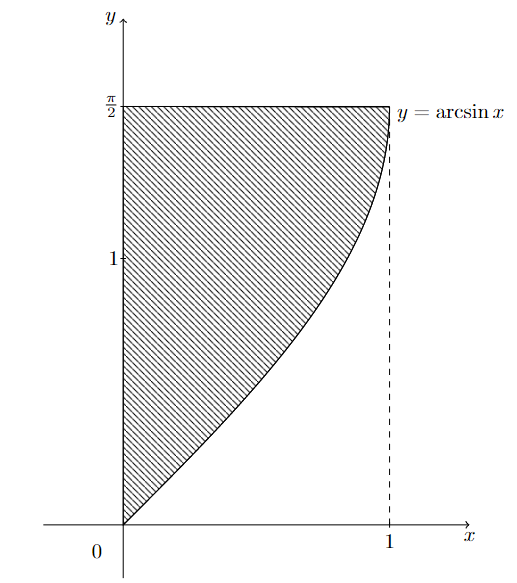 y
π/2
y = arcsin x
1
1
x
0